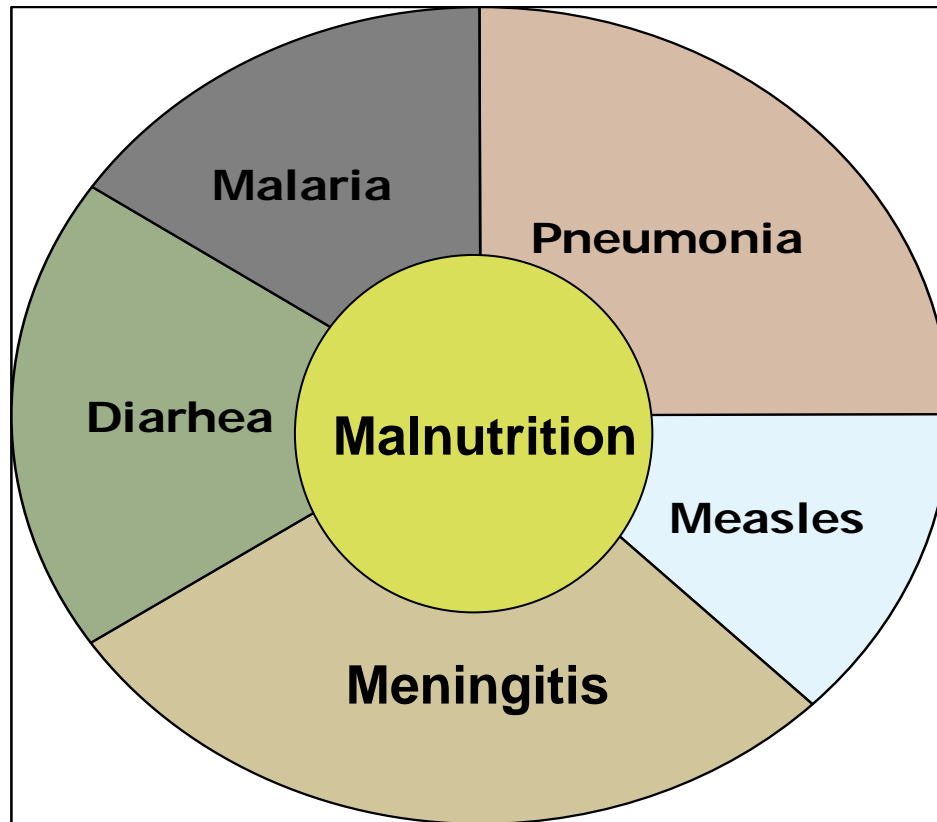 Malaria
Pneumonia
Diarhea
Malnutrition
Measles
Meningitis